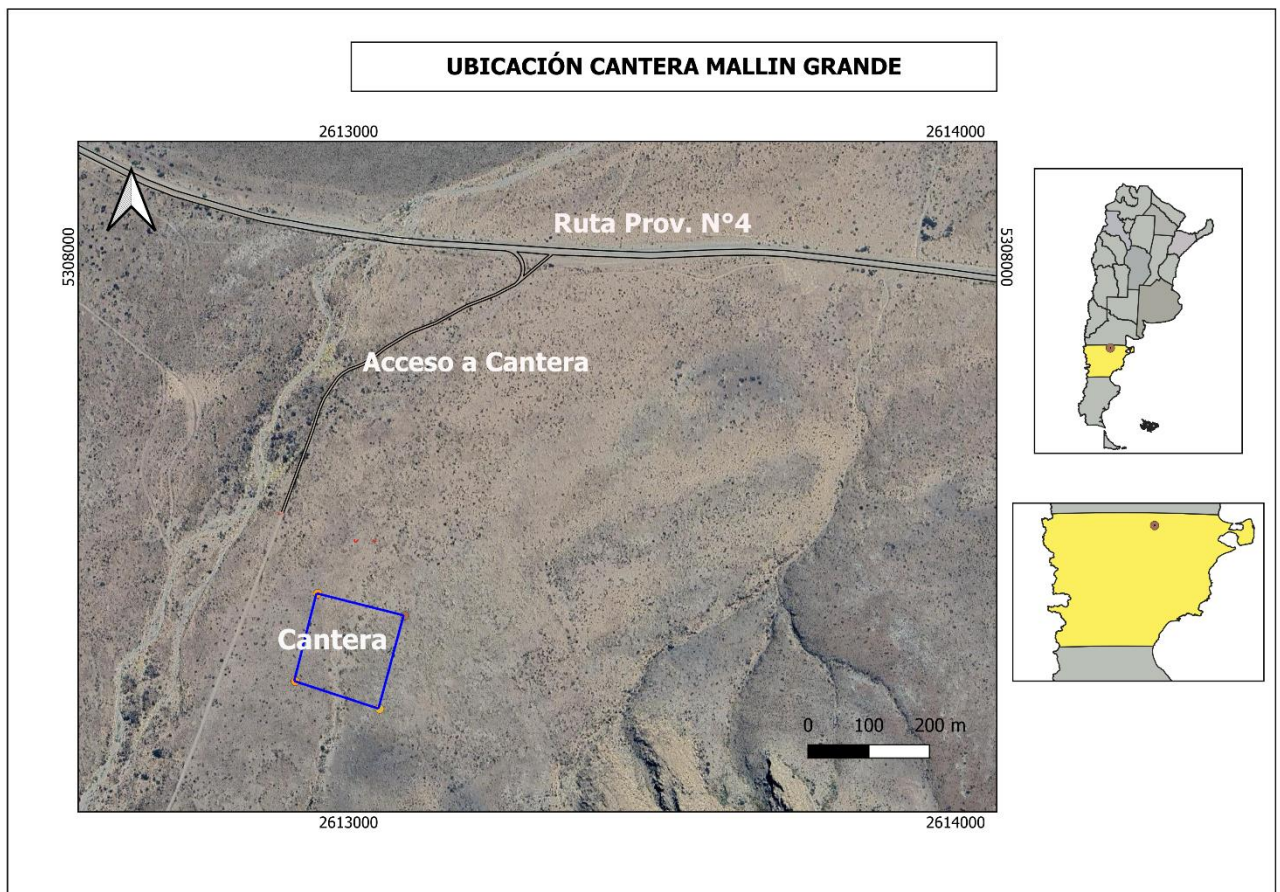 UBICACIÓN CANTERA MALLIN GRANDE
2613000
2614000
Ruta Prov. N°4
5308000
5308000
Acceso a Cantera
Cantera
0 100 200 m
2613000
2614000